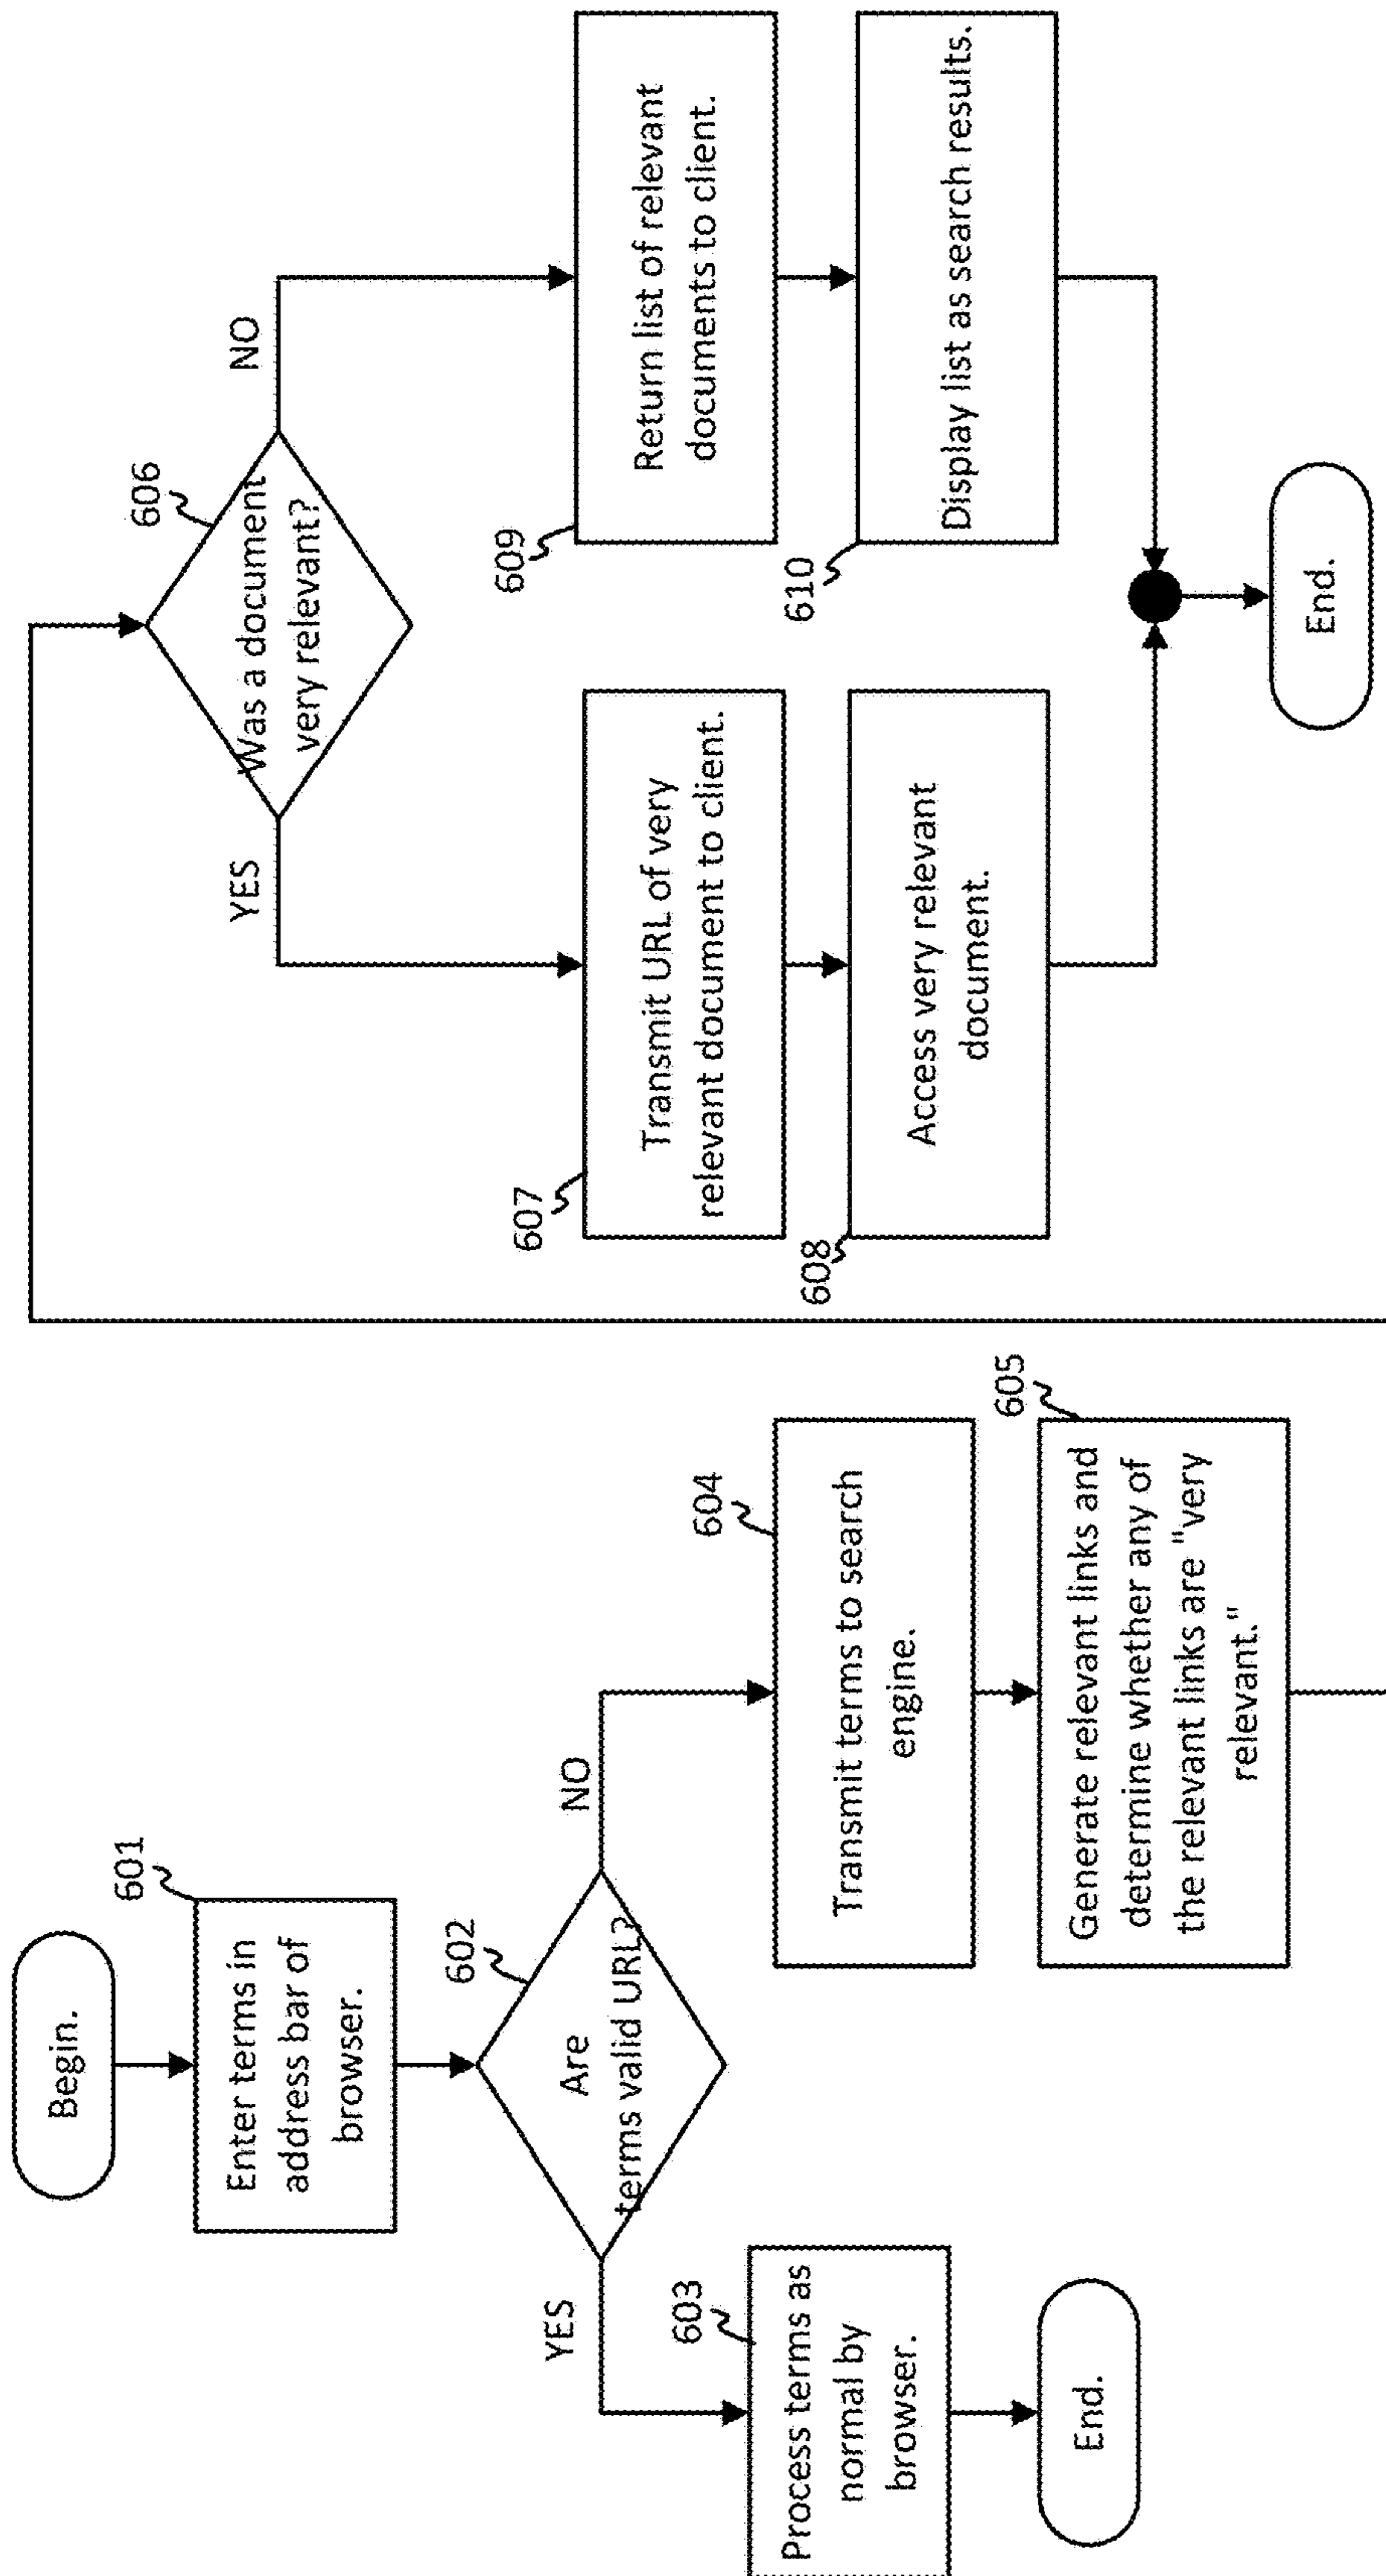 Begin.
601
Enter terms in
address bar of
browser.
602
Are
terms valid URL?
YES
NO
603
Process terms as
normal by
browser.
End.
604
Transmit terms to search
engine.
605
Generate relevant links and
determine whether any of
the relevant links are "very
relevant."
606
Was a document
very relevant?
YES
NO
607
Transmit URL of very
relevant document to client.
608
Access very relevant
document.
609
Return list of relevant
documents to client.
610
Display list as search results.
End.